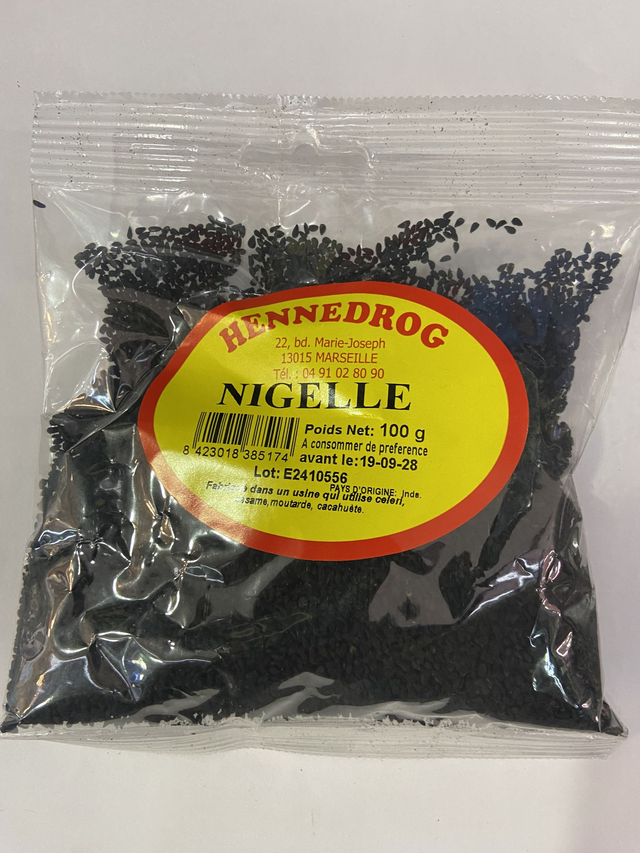 HENNEDROG
22, bd. Marie-Joseph
13015 MARSEILLE
Tél. : 04 91 02 80 90
NIGELLE
8 423018 385174
Poids Net: 100 g
A consommer de preference
avant le:19-09-28
Lot: E2410556
PAYS D'ORIGINE: Inde.
Fabriqué dans un usine qui utilise celeri,
sesame,moutarde, cacahuéte.